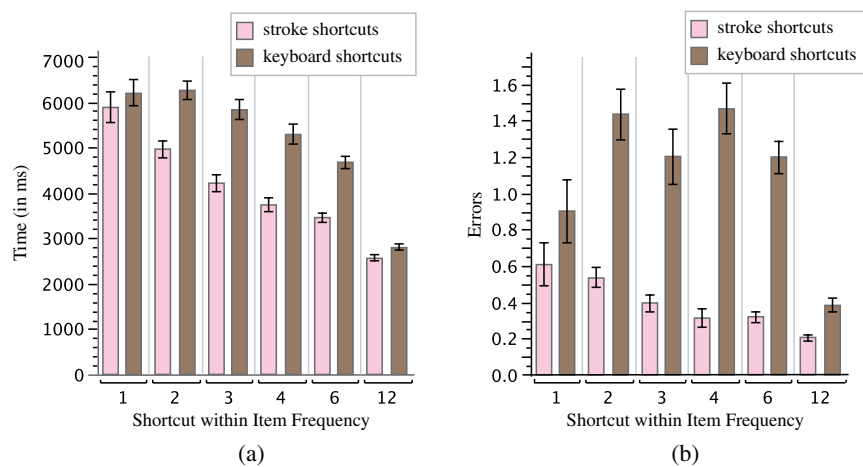 stroke shortcuts
keyboard shortcuts
7000
6000
5000
4000
3000
2000
1000
0
Time (in ms)
1 2 3 4 6 12
Shortcut within Item Frequency
(a)
stroke shortcuts
keyboard shortcuts
1.6
1.4
1.2
1.0
0.8
0.6
0.4
0.2
0.0
Errors
1 2 3 4 6 12
Shortcut within Item Frequency
(b)